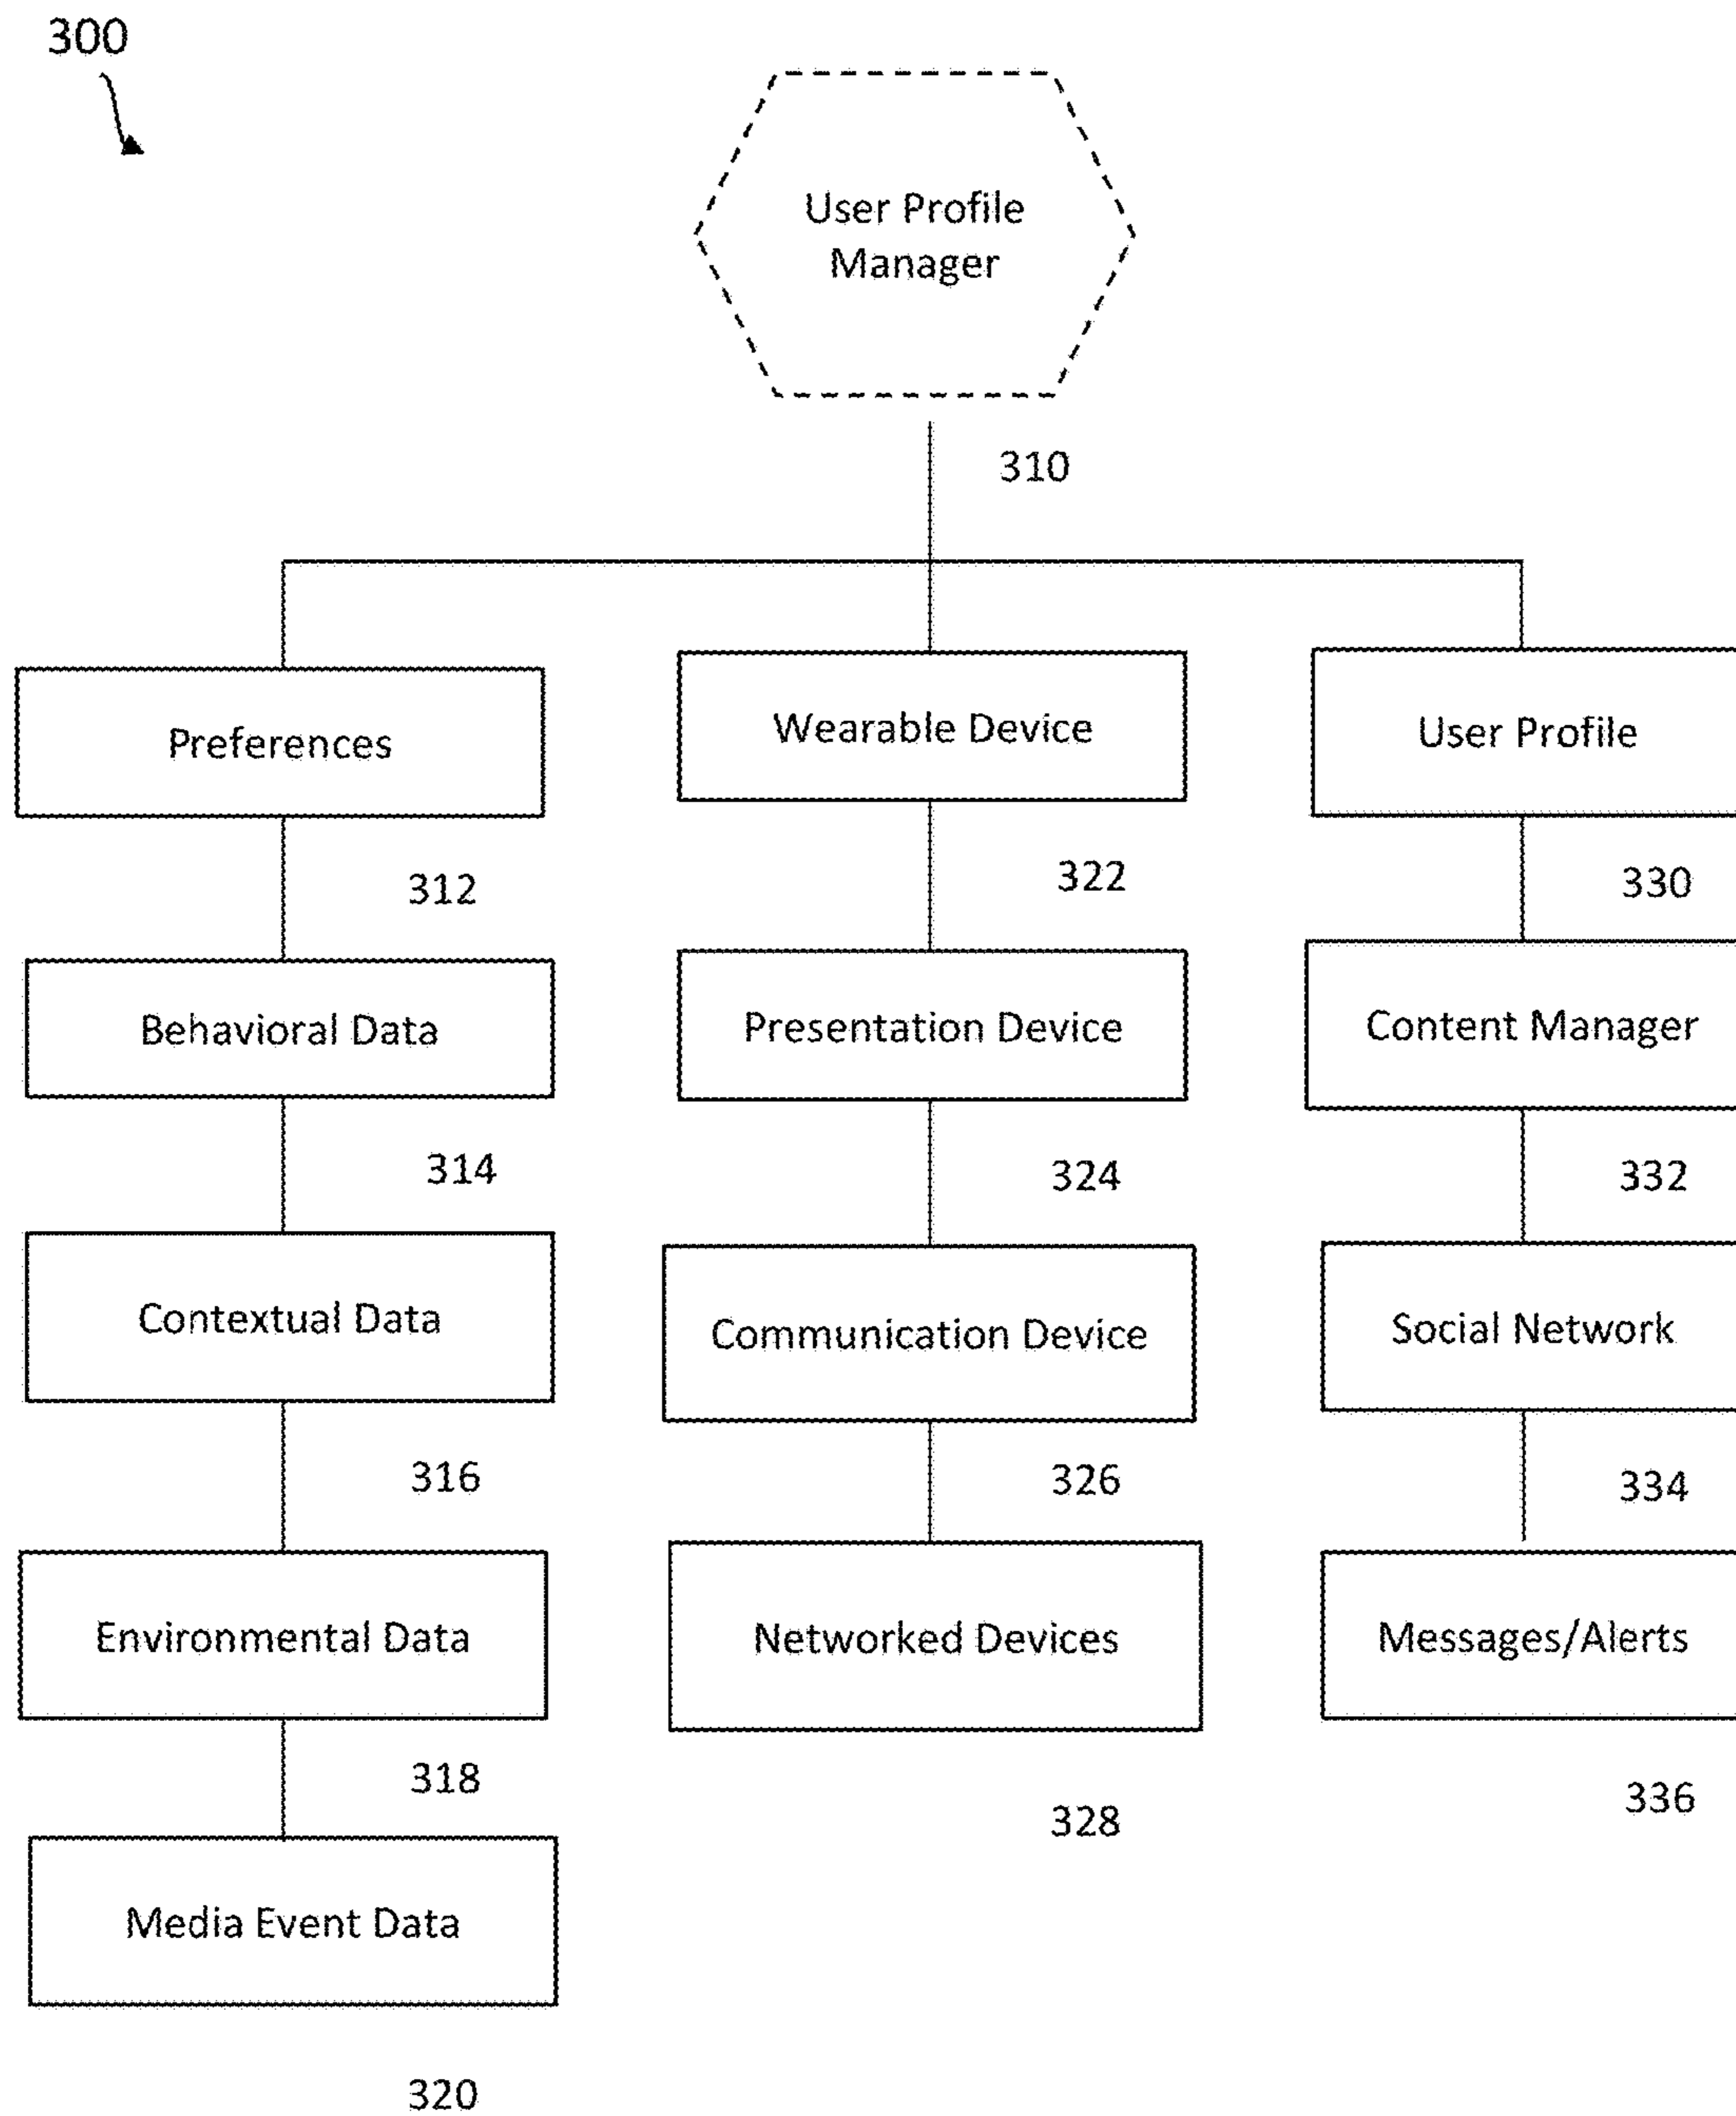 300
User Profile
Manager
310
Preferences
312
Behavioral Data
314
Contextual Data
316
Environmental Data
318
Media Event Data
320
Wearable Device
322
Presentation Device
324
Communication Device
326
Networked Devices
328
User Profile
330
Content Manager
332
Social Network
334
Messages/Alerts
336